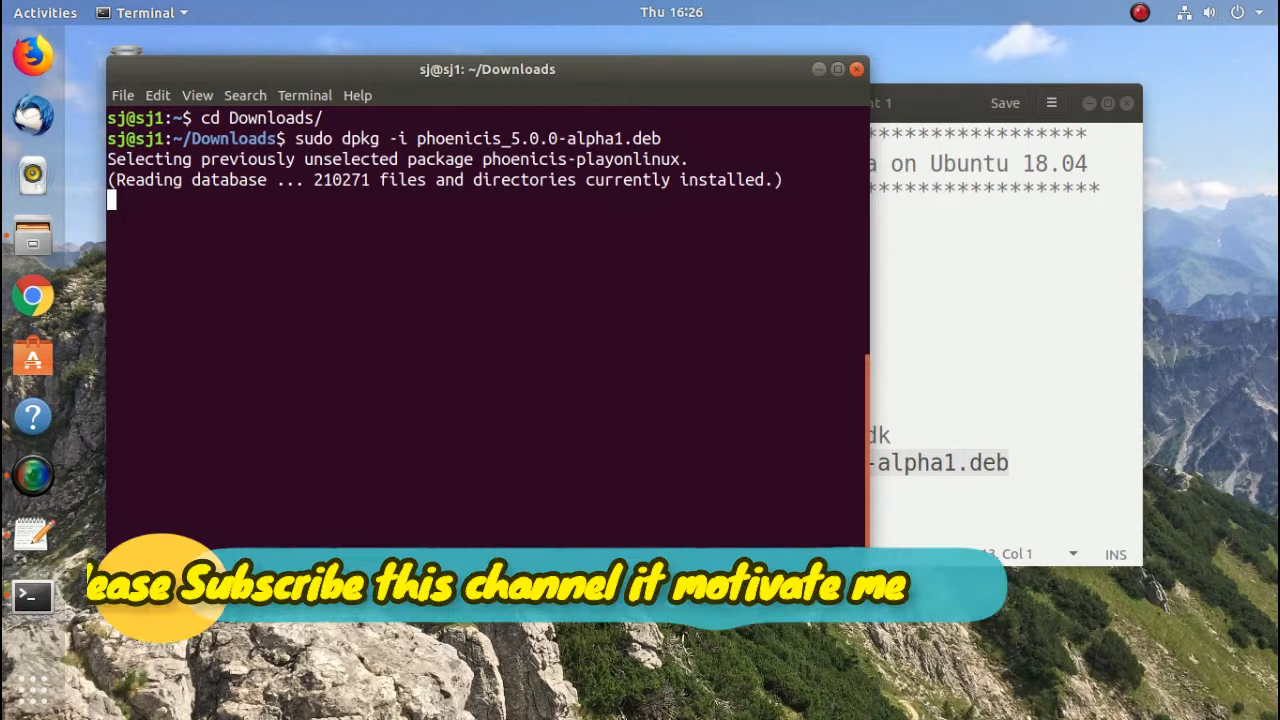 Activities Terminal Thu 16:26
sj@sj1: ~/Downloads
File Edit View Search Terminal Help
sj@sj1:~$ cd Downloads/
sj@sj1:~/Downloads$ sudo dpkg -i phoenicis_5.0.0-alpha1.deb
Selecting previously unselected package phoenicis-playonlinux.
(Reading database ... 210271 files and directories currently installed.)
t 1 Save
*****************
a on Ubuntu 18.04
******************
dk
-alpha1.deb
, Col 1 INS
lease Subscribe this channel it motivate me